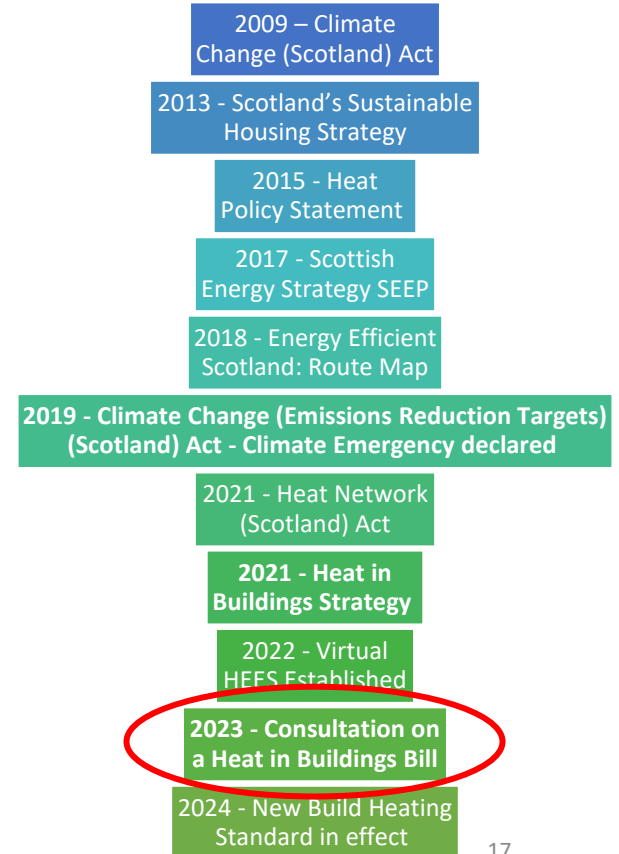 2009 – Climate
Change (Scotland) Act
2013 - Scotland's Sustainable
Housing Strategy
2015 - Heat
Policy Statement
2017 - Scottish
Energy Strategy SEEP
2018 - Energy Efficient
Scotland: Route Map
2019 - Climate Change (Emissions Reduction Targets)
(Scotland) Act - Climate Emergency declared
2021 - Heat Network
(Scotland) Act
2021 - Heat in
Buildings Strategy
2022 - Virtual
HEES Established
2023 - Consultation on
a Heat in Buildings Bill
2024 - New Build Heating
Standard in effect
17